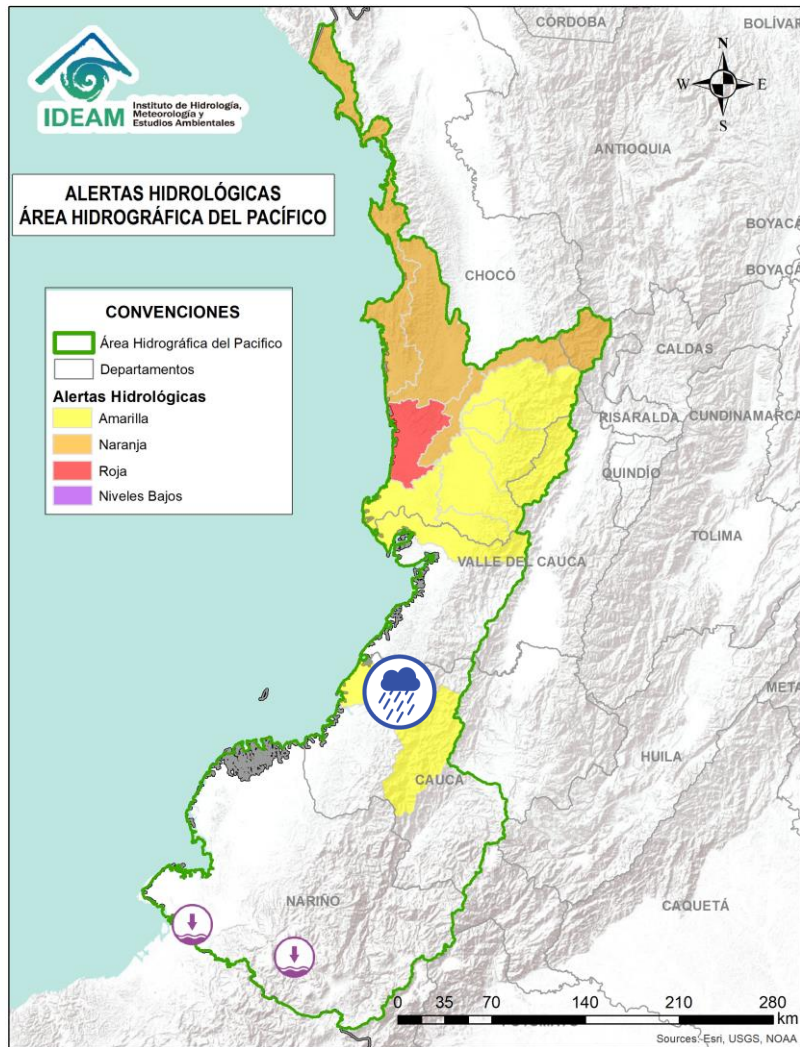 IDEAM
Instituto de Hidrología,
Meteorología y
Estudios Ambientales
ALERTAS HIDROLÓGICAS
ÁREA HIDROGRÁFICA DEL PACÍFICO
CONVENCIONES
Área Hidrográfica del Pacifico
Departamentos
Alertas Hidrológicas
Amarilla
Naranja
Roja
Niveles Bajos
CÓRDOBA
BOLÍVAR
N
W
E
S
ANTIOQUIA
BOYACÁ
CHOCÓ
BOYACÁ
CALDAS
RISARALDA
CUNDINAMARCA
QUINDÍO
TOLIMA
VALLE DEL CAUCA
META
HUILA
CAUCA
NARIÑO
CAQUETÁ
0 35 70 140 210 280
km
Sources: Esri, USGS, NOAA